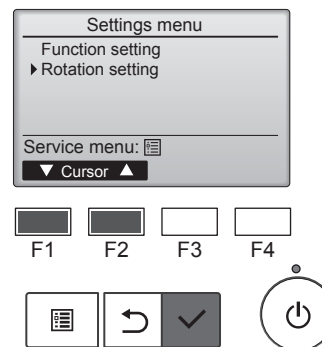 Settings menu
Function setting
Rotation setting
Service menu:
Cursor
F1 F2 F3 F4